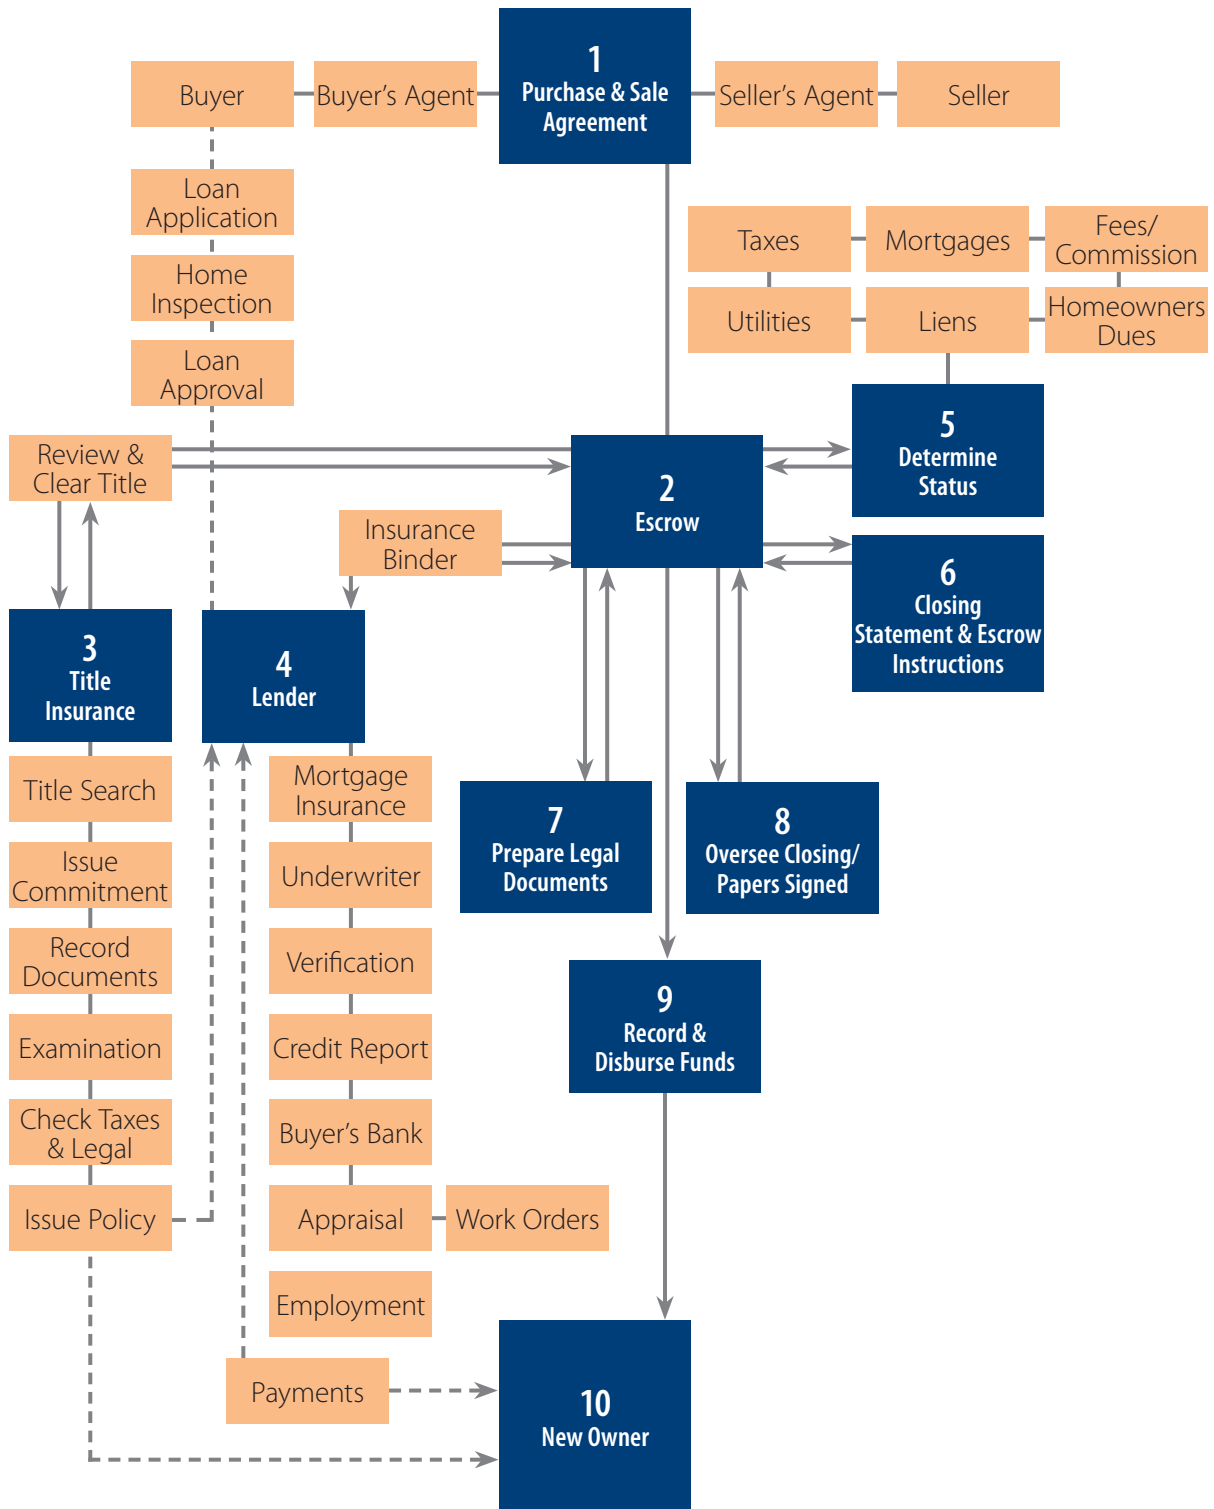 1
Purchase & Sale
Agreement
Buyer
Buyer's Agent
Seller's Agent
Seller
Loan
Application
Home
Inspection
Loan
Approval
Taxes
Mortgages
Fees/
Commission
Utilities
Liens
Homeowners
Dues
5
Determine
Status
Review &
Clear Title
2
Escrow
Insurance
Binder
6
Closing
Statement & Escrow
Instructions
3
Title
Insurance
4
Lender
Title Search
Issue
Commitment
Record
Documents
Examination
Check Taxes
& Legal
Issue Policy
Mortgage
Insurance
Underwriter
Verification
Credit Report
Buyer's Bank
Appraisal
Work Orders
Employment
Payments
7
Prepare Legal
Documents
8
Oversee Closing/
Papers Signed
9
Record &
Disburse Funds
10
New Owner